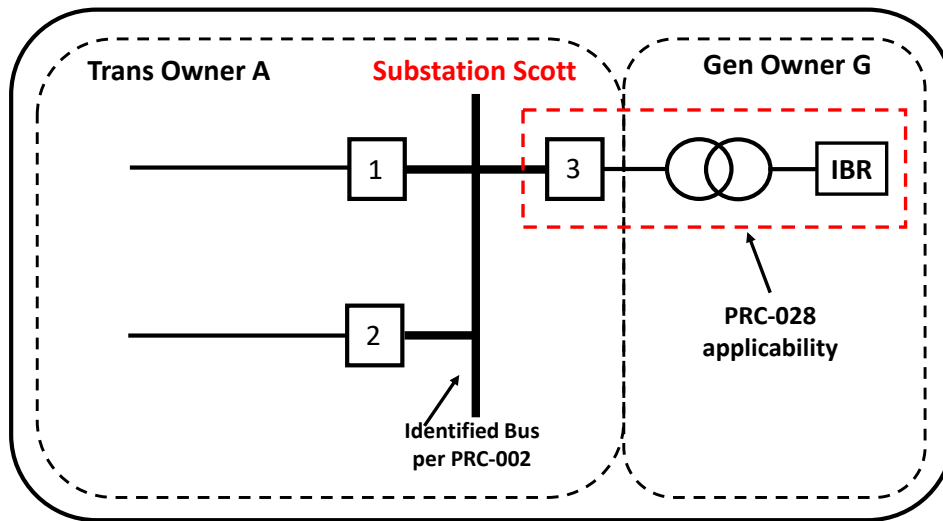 Trans Owner A
Substation Scott
Gen Owner G
1
3
IBR
2
PRC-028
applicability
Identified Bus
per PRC-002